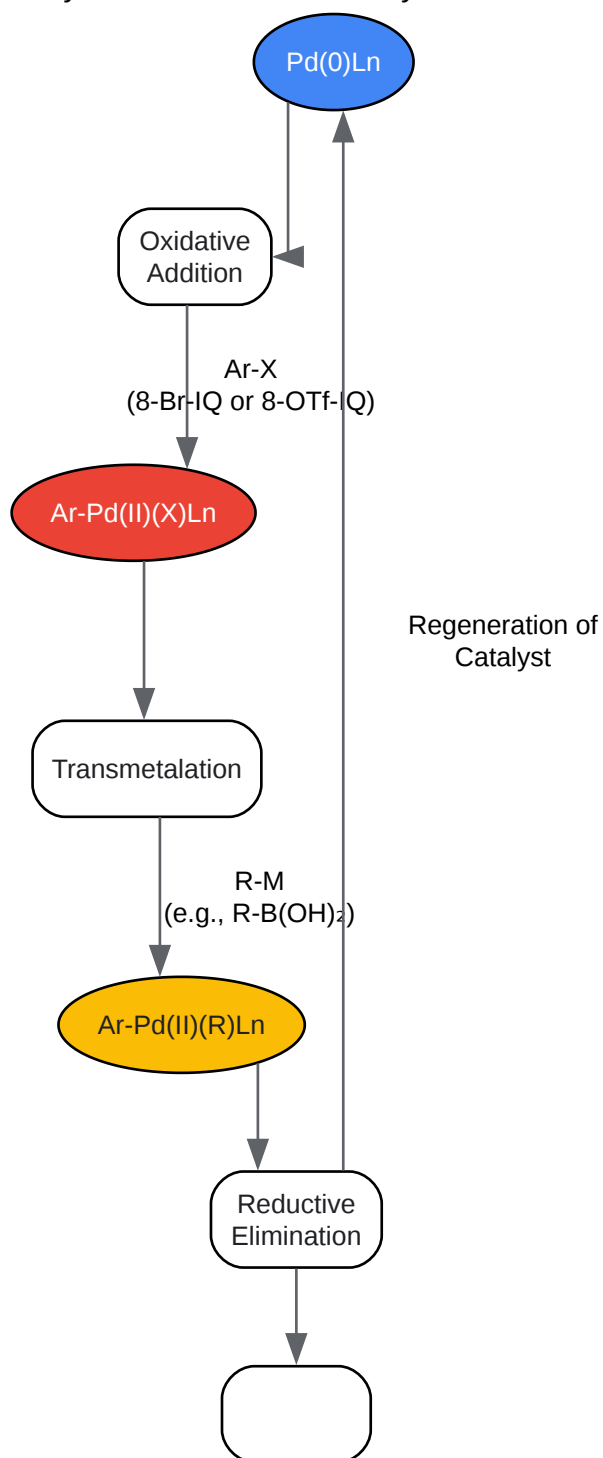 Pd(0)Ln
Oxidative
Addition
Ar-X
(8-Br-IQ or 8-OTf-IQ)
Ar-Pd(II)(X)Ln
Regeneration of
Catalyst
Transmetalation
R-M
(e.g., R-B(OH)₂)
Ar-Pd(II)(R)Ln
Reductive
Elimination